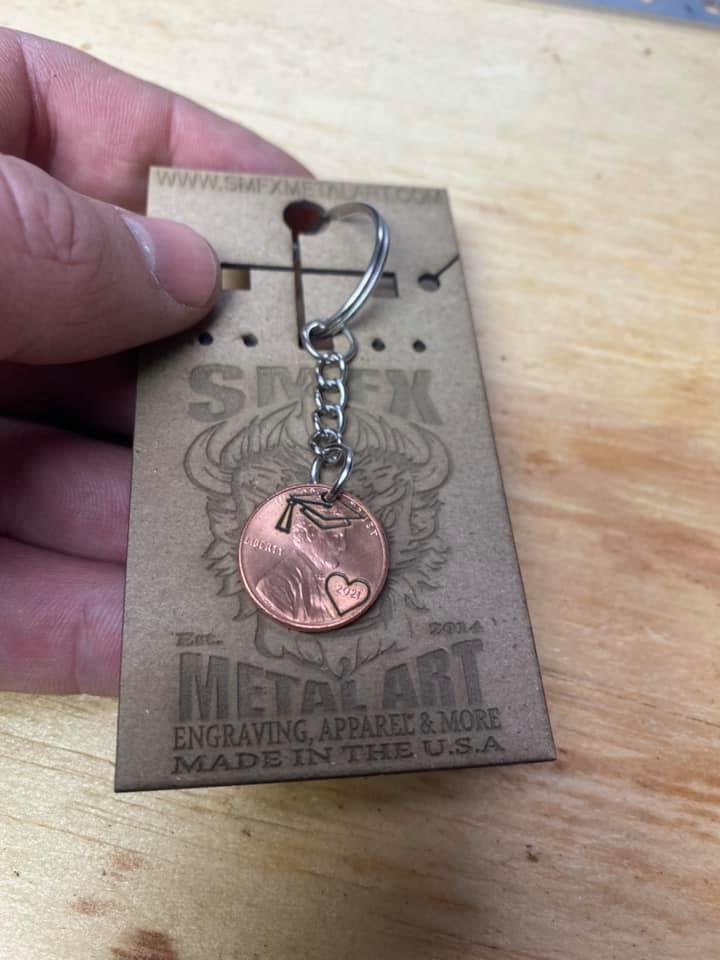 WWW.SMFXMETALART.COM
SMFX
LIBERTY
2021
Est. 2014
METAL ART
ENGRAVING, APPAREL & MORE
MADE IN THE U.S.A